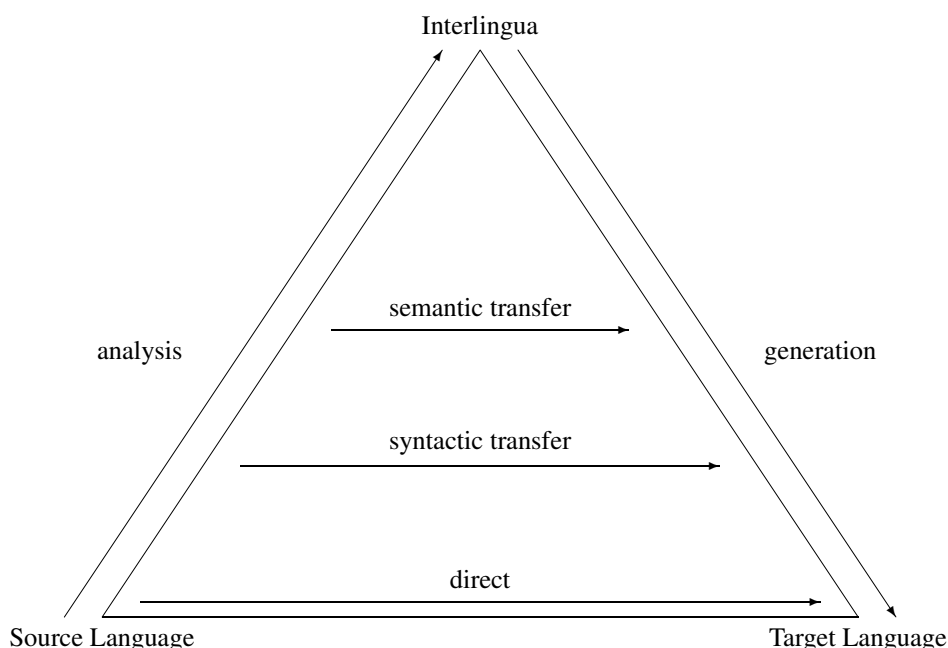 Interlingua
semantic transfer
analysis
generation
syntactic transfer
direct
Source Language
Target Language